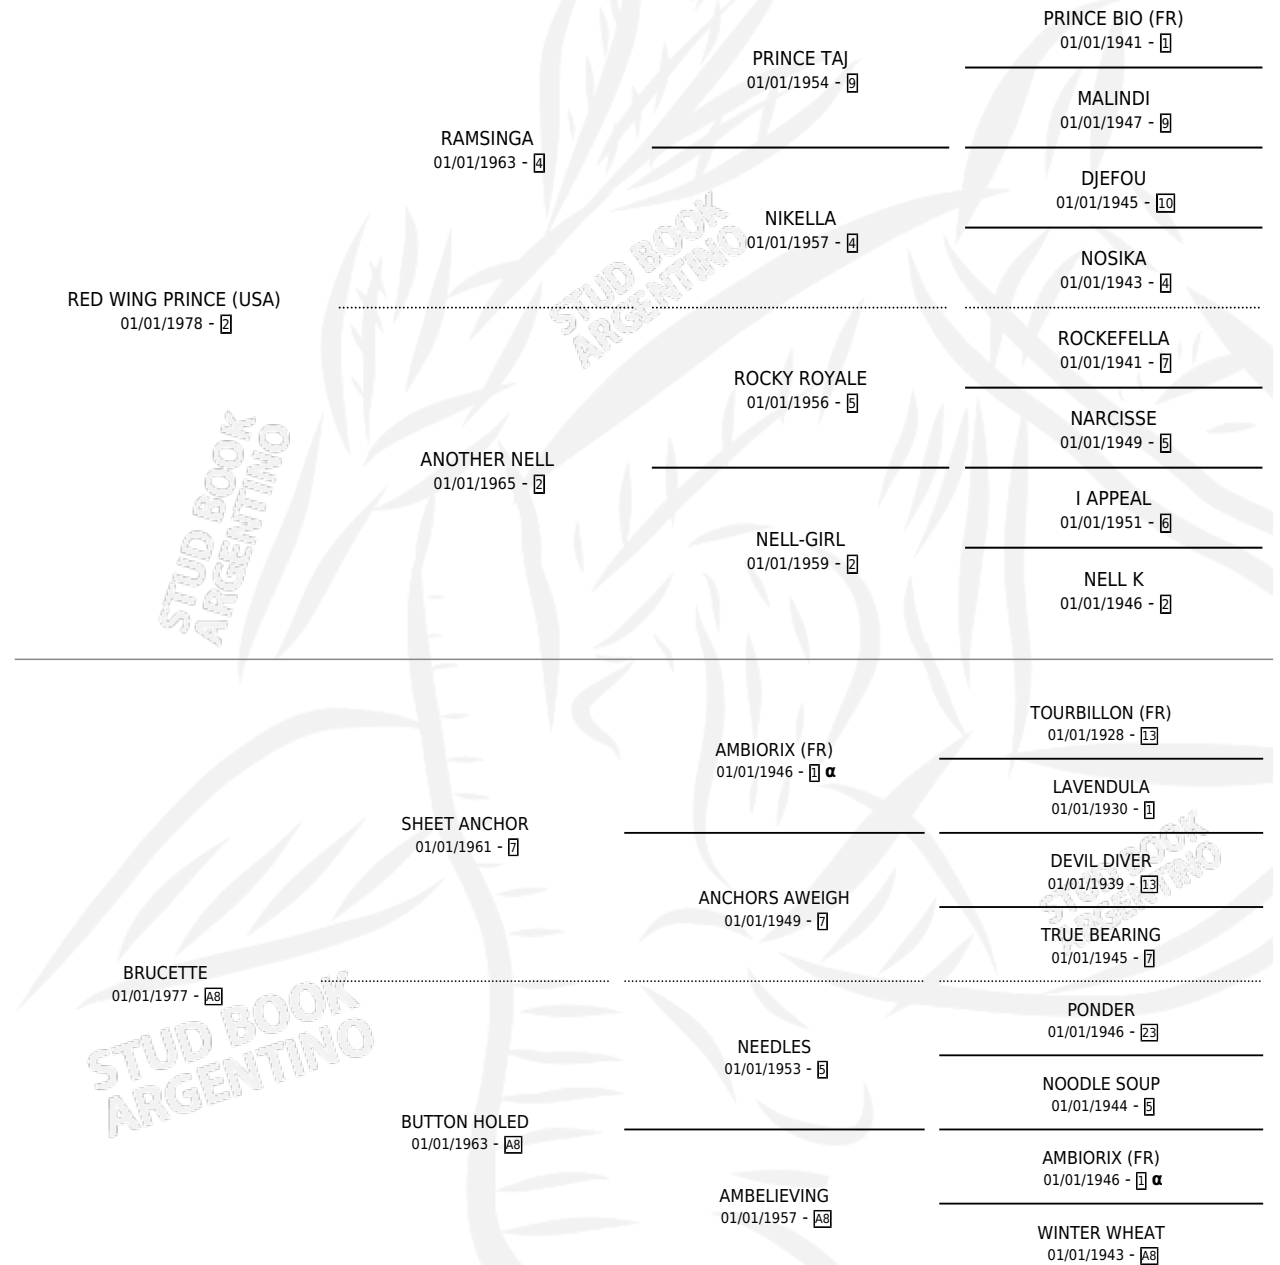 PRINCE BIO (FR)
01/01/1941 - 1
PRINCE TAJ
01/01/1954 - 9
MALINDI
01/01/1947 - 9
RAMSINGA
01/01/1963 - 4
DJEFOU
01/01/1945 - 10
NIKELLA
01/01/1957 - 4
NOSIKA
01/01/1943 - 4
STUD BOOK
ARGENTINO
RED WING PRINCE (USA)
01/01/1978 - 2
ROCKEFELLA
01/01/1941 - 7
ROCKY ROYALE
01/01/1956 - 5
NARCISSE
01/01/1949 - 5
ANOTHER NELL
01/01/1965 - 2
I APPEAL
01/01/1951 - 6
NELL-GIRL
01/01/1959 - 2
NELL K
01/01/1946 - 2
STUD BOOK
ARGENTINO
TOURBILLON (FR)
01/01/1928 - 13
AMBIORIX (FR)
01/01/1946 - 1 α
LAVENDULA
01/01/1930 - 1
SHEET ANCHOR
01/01/1961 - 7
STUD BOOK
ARGENTINO
DEVIL DIVER
01/01/1939 - 13
ANCHORS AWEIGH
01/01/1949 - 7
TRUE BEARING
01/01/1945 - 7
BRUCETTE
01/01/1977 - A8
STUD BOOK
ARGENTINO
PONDER
01/01/1946 - 23
NEEDLES
01/01/1953 - 5
NOODLE SOUP
01/01/1944 - 5
BUTTON HOLED
01/01/1963 - A8
AMBIORIX (FR)
01/01/1946 - 1 α
AMBELIEVING
01/01/1957 - A8
WINTER WHEAT
01/01/1943 - A8